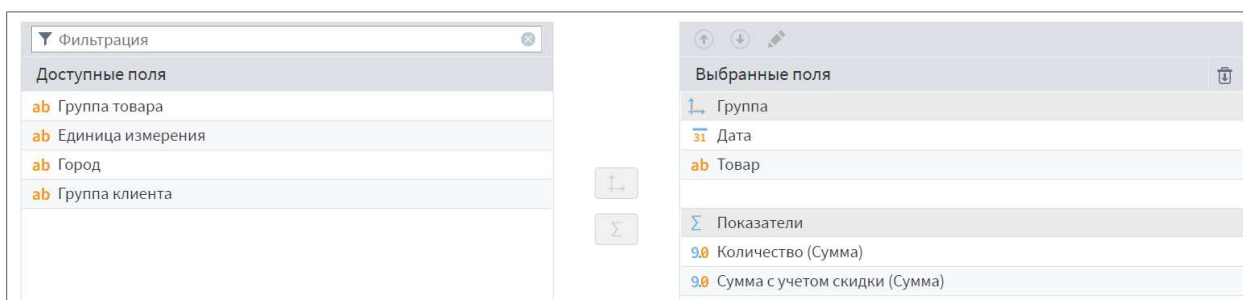 Фильтрация
Доступные поля
ab Группа товара
ab Единица измерения
ab Город
ab Группа клиента
Σ
Выбранные поля
Группа
31 Дата
ab Товар
Σ Показатели
9.0 Количество (Сумма)
9.0 Сумма с учетом скидки (Сумма)